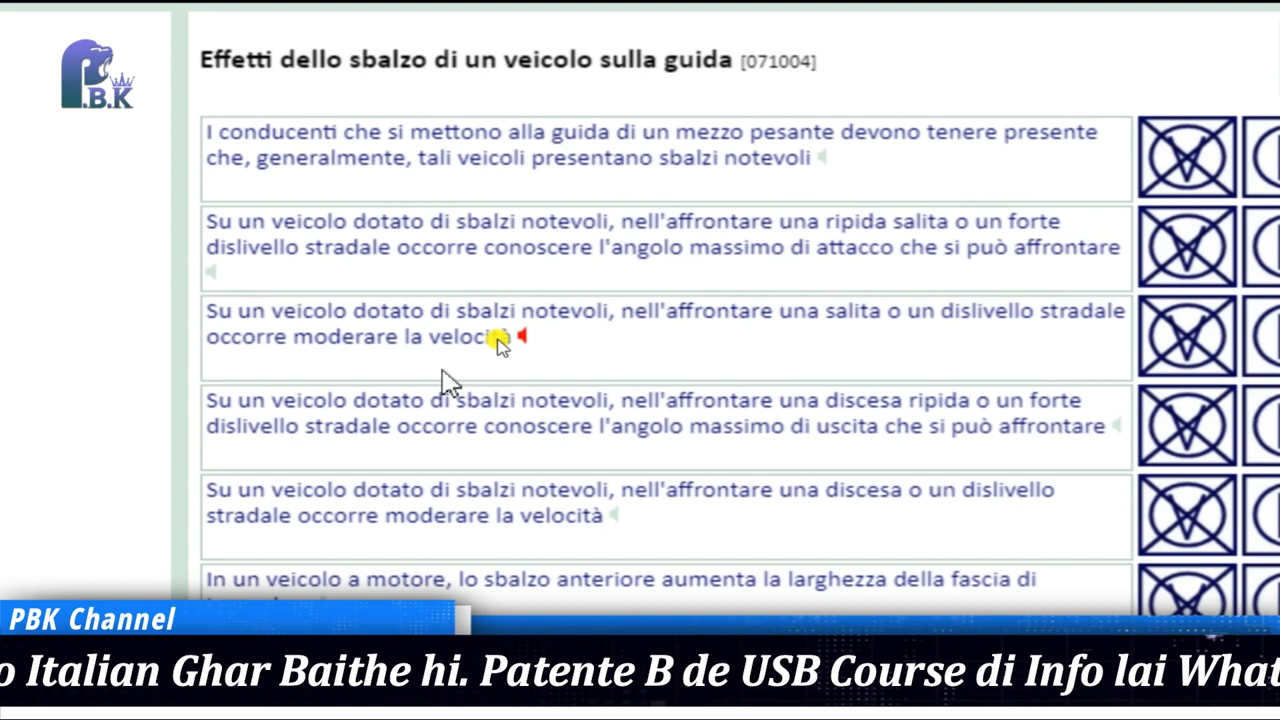 P.B.K
Effetti dello sbalzo di un veicolo sulla guida [071004]
I conducenti che si mettono alla guida di un mezzo pesante devono tenere presente
che, generalmente, tali veicoli presentano sbalzi notevoli
V
Su un veicolo dotato di sbalzi notevoli, nell'affrontare una ripida salita o un forte
dislivello stradale occorre conoscere l'angolo massimo di attacco che si può affrontare
V
Su un veicolo dotato di sbalzi notevoli, nell'affrontare una salita o un dislivello stradale
occorre moderare la velocità
V
Su un veicolo dotato di sbalzi notevoli, nell'affrontare una discesa ripida o un forte
dislivello stradale occorre conoscere l'angolo massimo di uscita che si può affrontare
V
Su un veicolo dotato di sbalzi notevoli, nell'affrontare una discesa o un dislivello
stradale occorre moderare la velocità
V
In un veicolo a motore, lo sbalzo anteriore aumenta la larghezza della fascia di
V
PBK Channel
o Italian Ghar Baithe hi. Patente B de USB Course di Info lai What